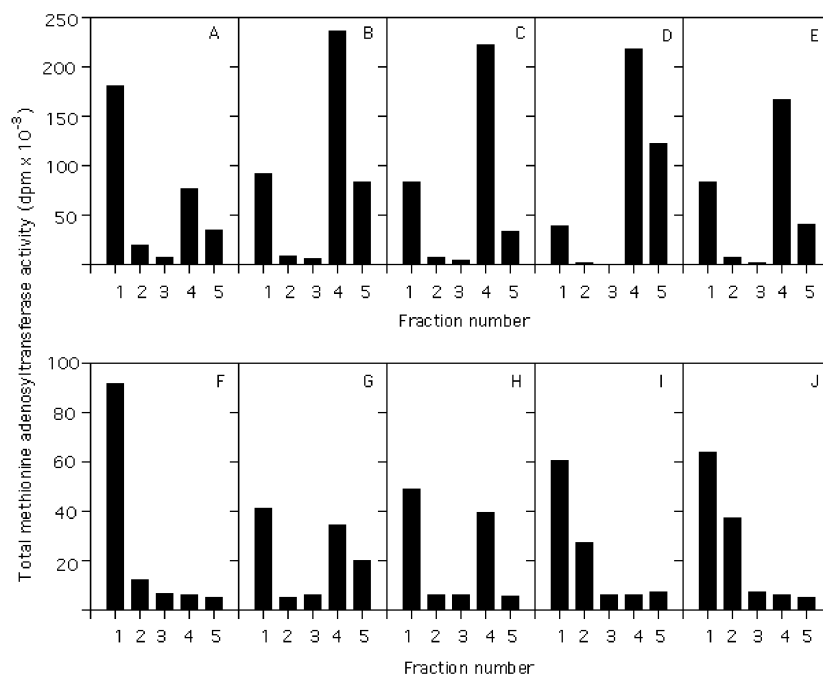 Total methionine adenosyltransferase activity (dpm x 10⁻³)
250
200
150
100
50
A
B
C
D
E
1 2 3 4 5
1 2 3 4 5
1 2 3 4 5
1 2 3 4 5
1 2 3 4 5
Fraction number
100
80
60
40
20
F
G
H
I
J
1 2 3 4 5
1 2 3 4 5
1 2 3 4 5
1 2 3 4 5
1 2 3 4 5
Fraction number